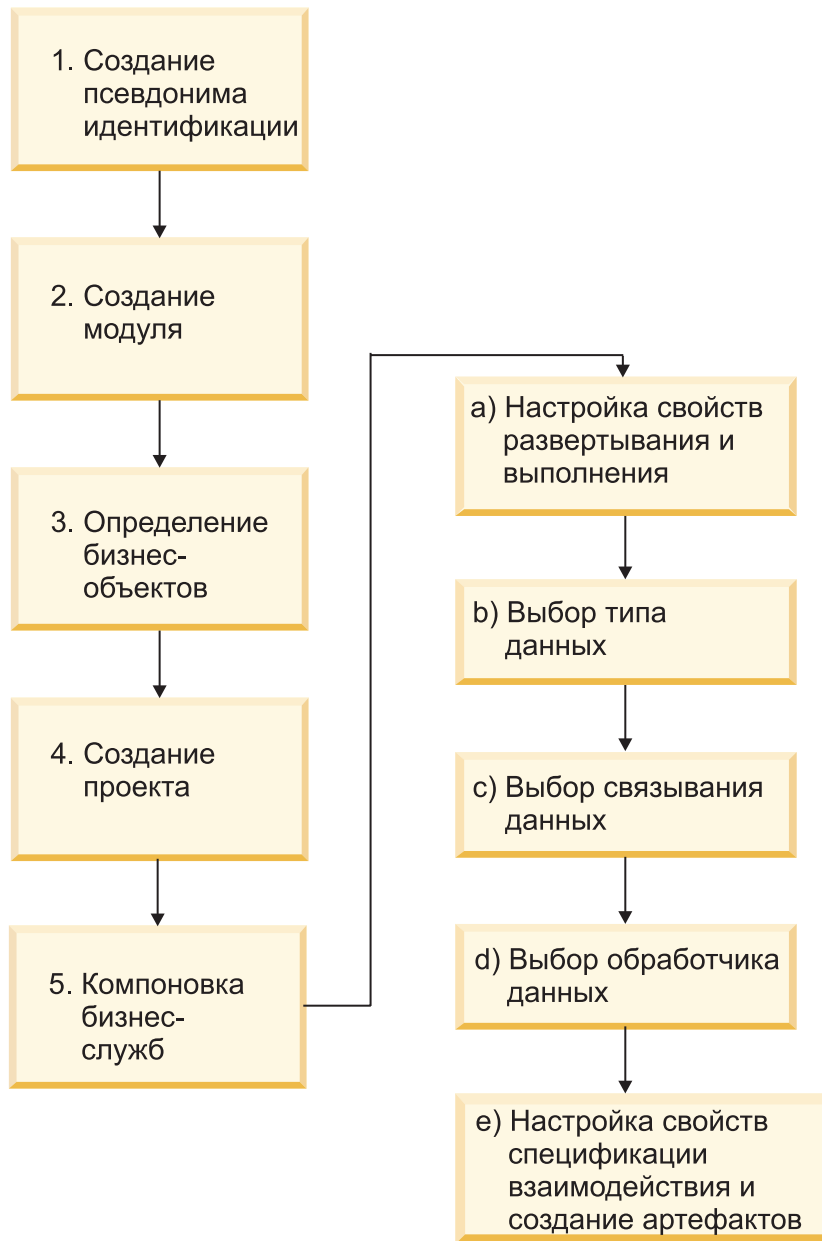 1. Создание
псевдонима
идентификации
2. Создание
модуля
3. Определение
бизнес-
объектов
4. Создание
проекта
5. Компоновка
бизнес-
служб
a) Настройка свойств
развертывания и
выполнения
b) Выбор типа
данных
c) Выбор связывания
данных
d) Выбор обработчика
данных
e) Настройка свойств
спецификации
взаимодействия и
создание артефактов